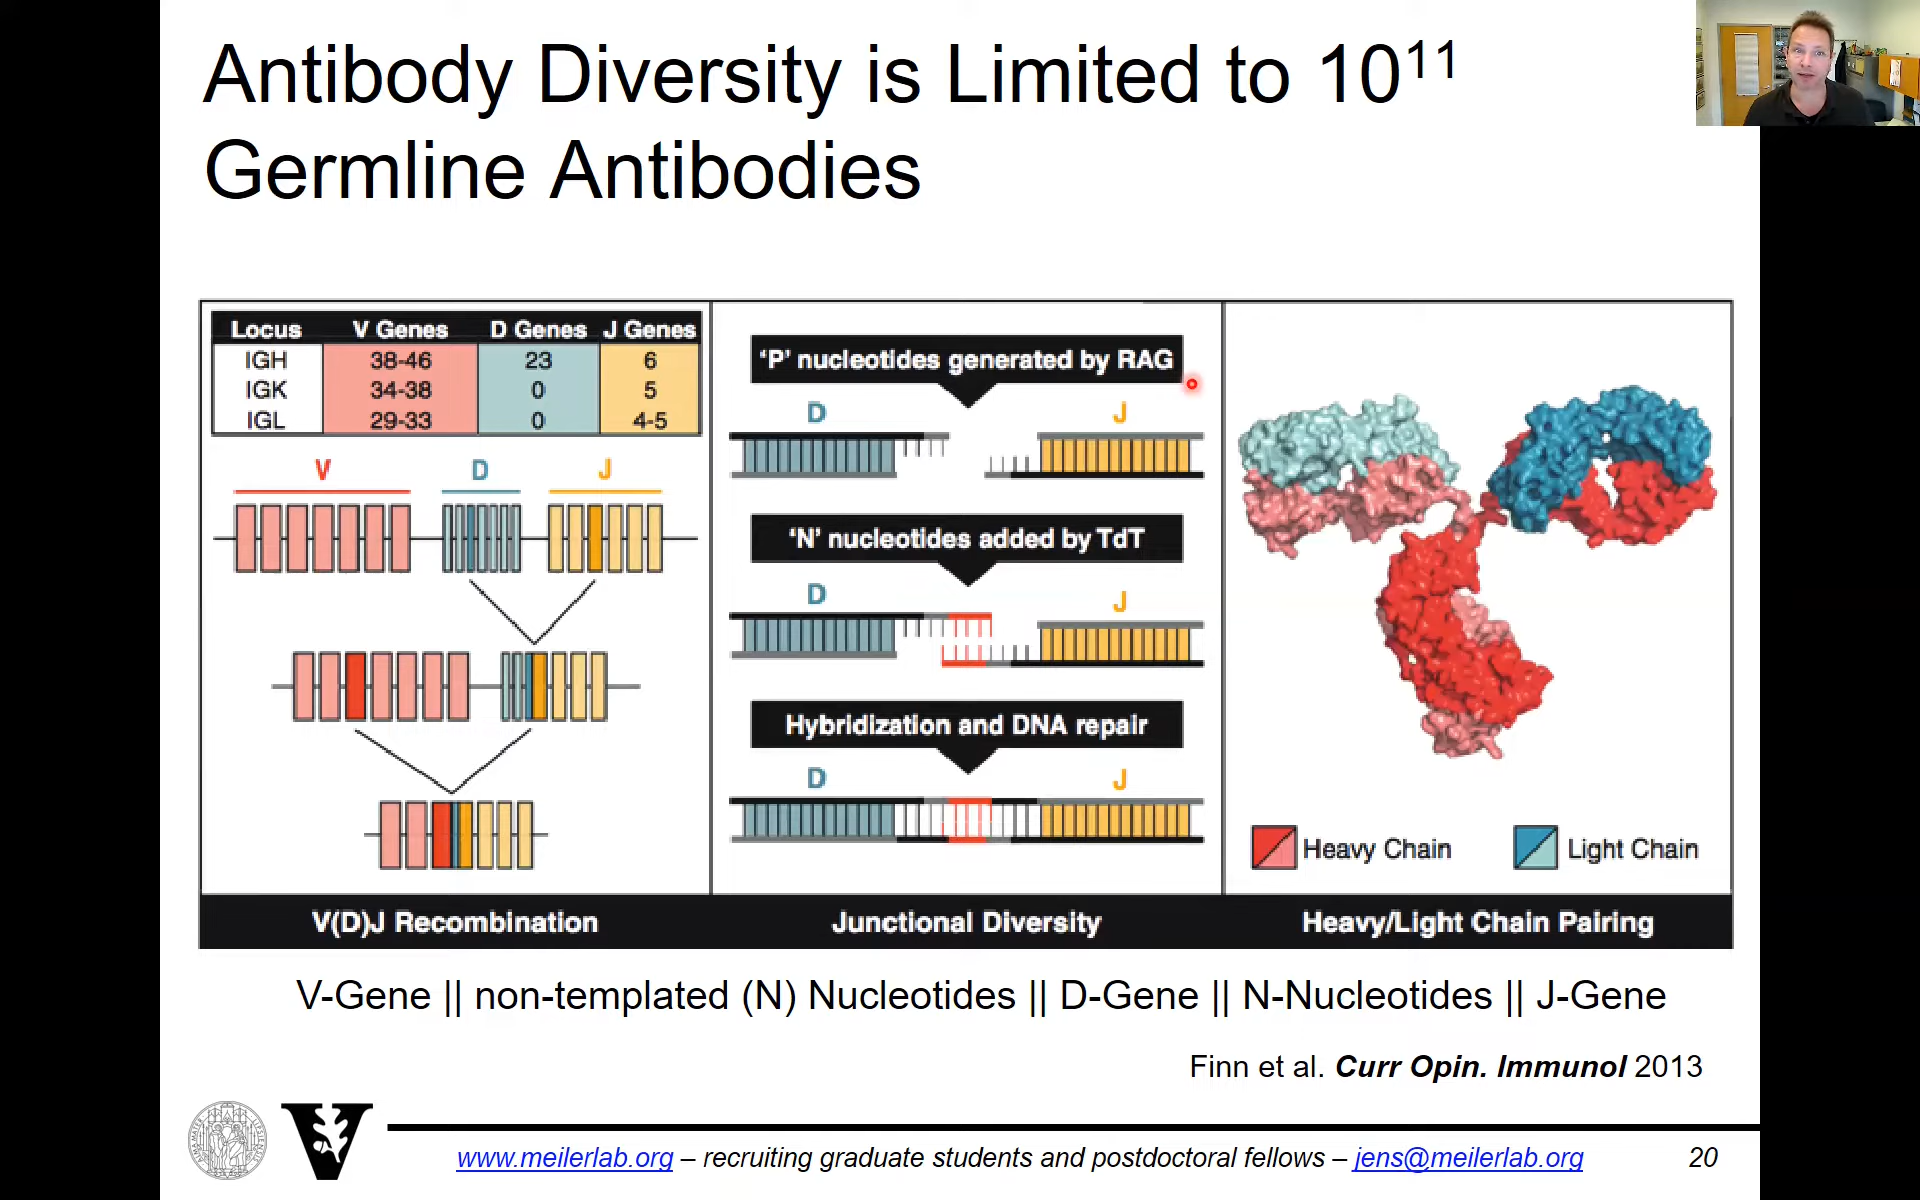 Antibody Diversity is Limited to 10¹¹
Germline Antibodies
Locus V Genes D Genes J Genes
IGH 38-46 23 6
IGK 34-38 0 5
IGL 29-33 0 4-5
V D J
V(D)J Recombination
‘P’ nucleotides generated by RAG
D J
‘N’ nucleotides added by TdT
D J
Hybridization and DNA repair
D J
Junctional Diversity
Heavy Chain Light Chain
Heavy/Light Chain Pairing
V-Gene || non-templated (N) Nucleotides || D-Gene || N-Nucleotides || J-Gene
Finn et al. Curr Opin. Immunol 2013
V
www.meilerlab.org – recruiting graduate students and postdoctoral fellows – jens@meilerlab.org 20